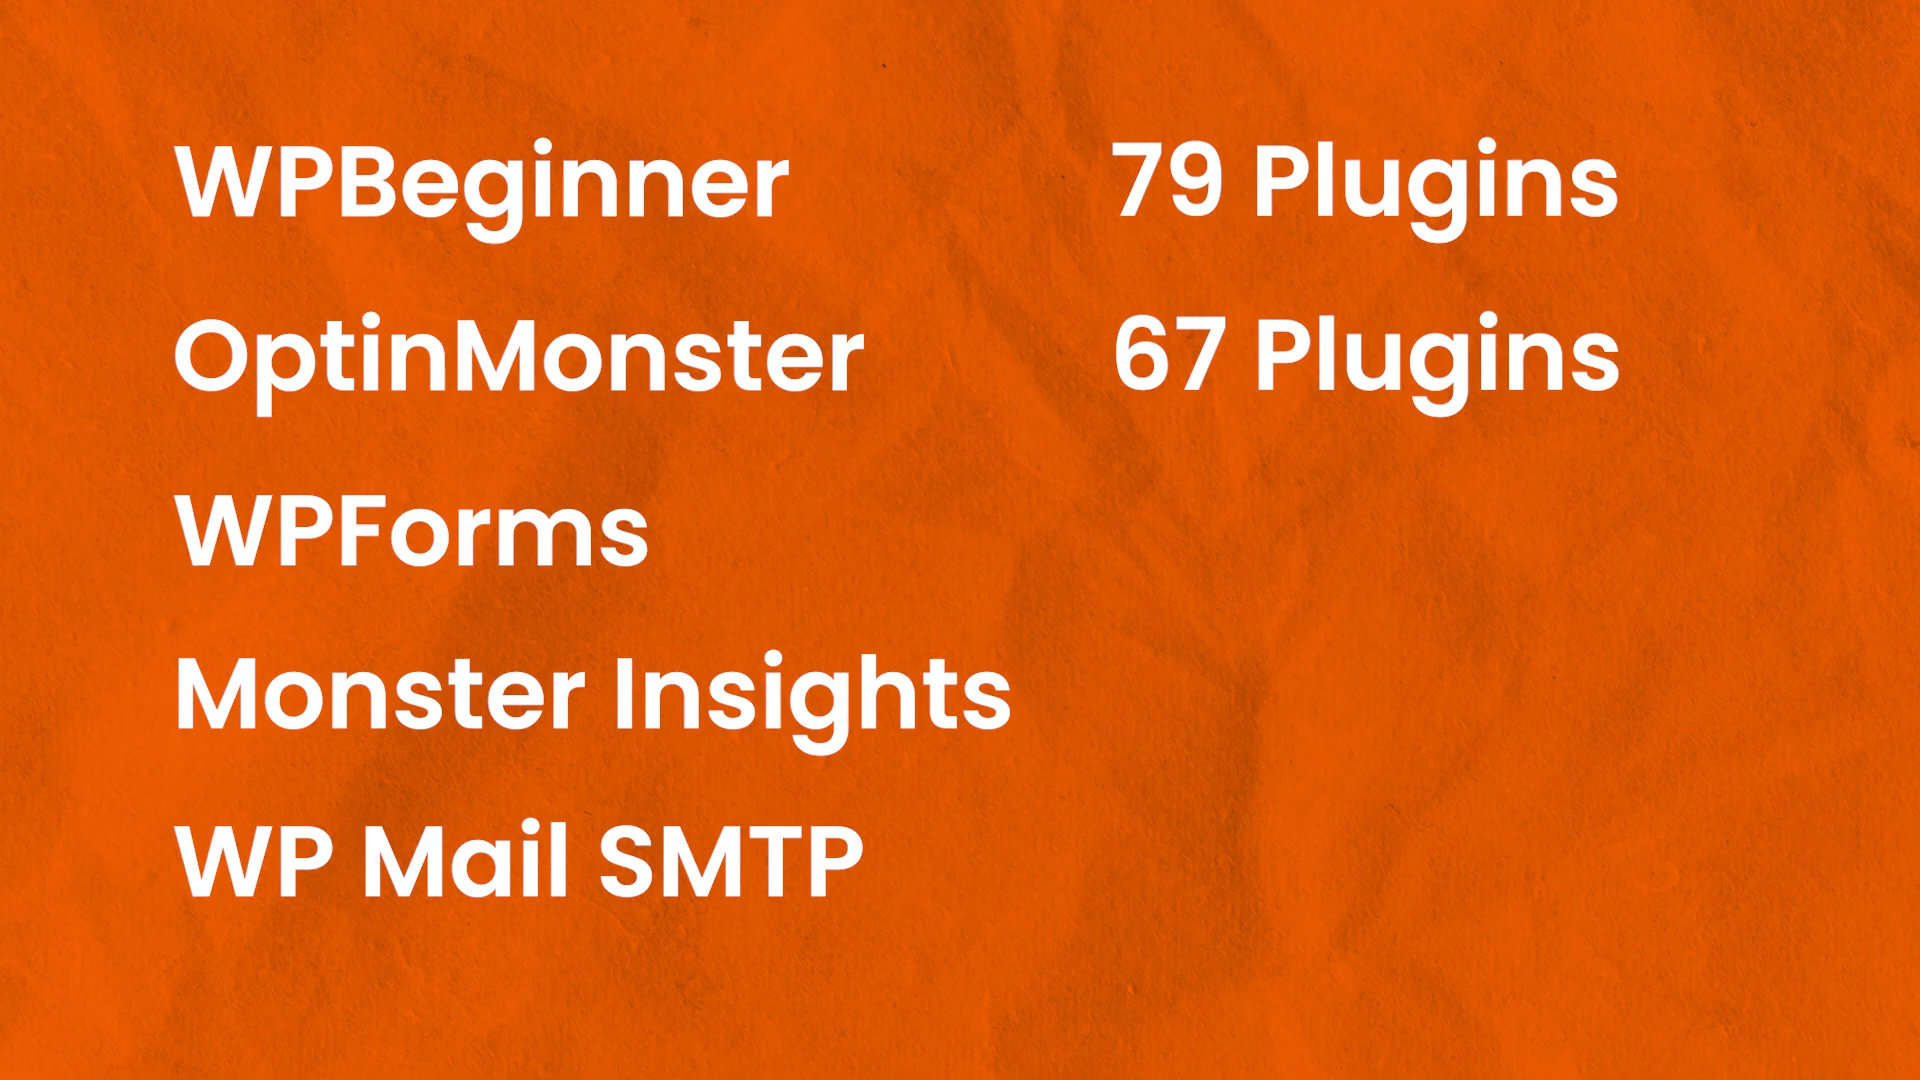 WPBeginner 79 Plugins
OptinMonster 67 Plugins
WPForms
Monster Insights
WP Mail SMTP